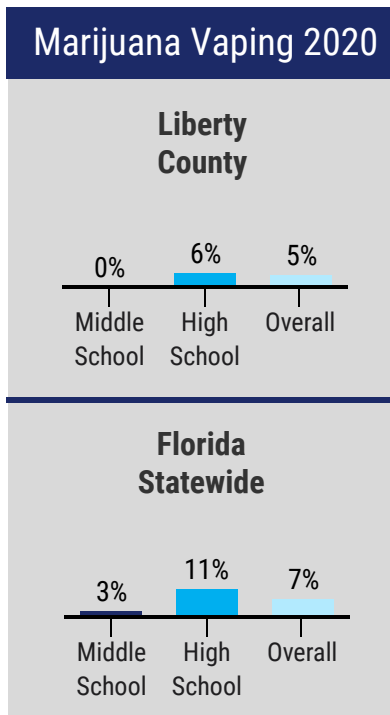 Marijuana Vaping 2020
Liberty
County
0%
6%
5%
Middle
School
High
School
Overall
Florida
Statewide
3%
11%
7%
Middle
School
High
School
Overall